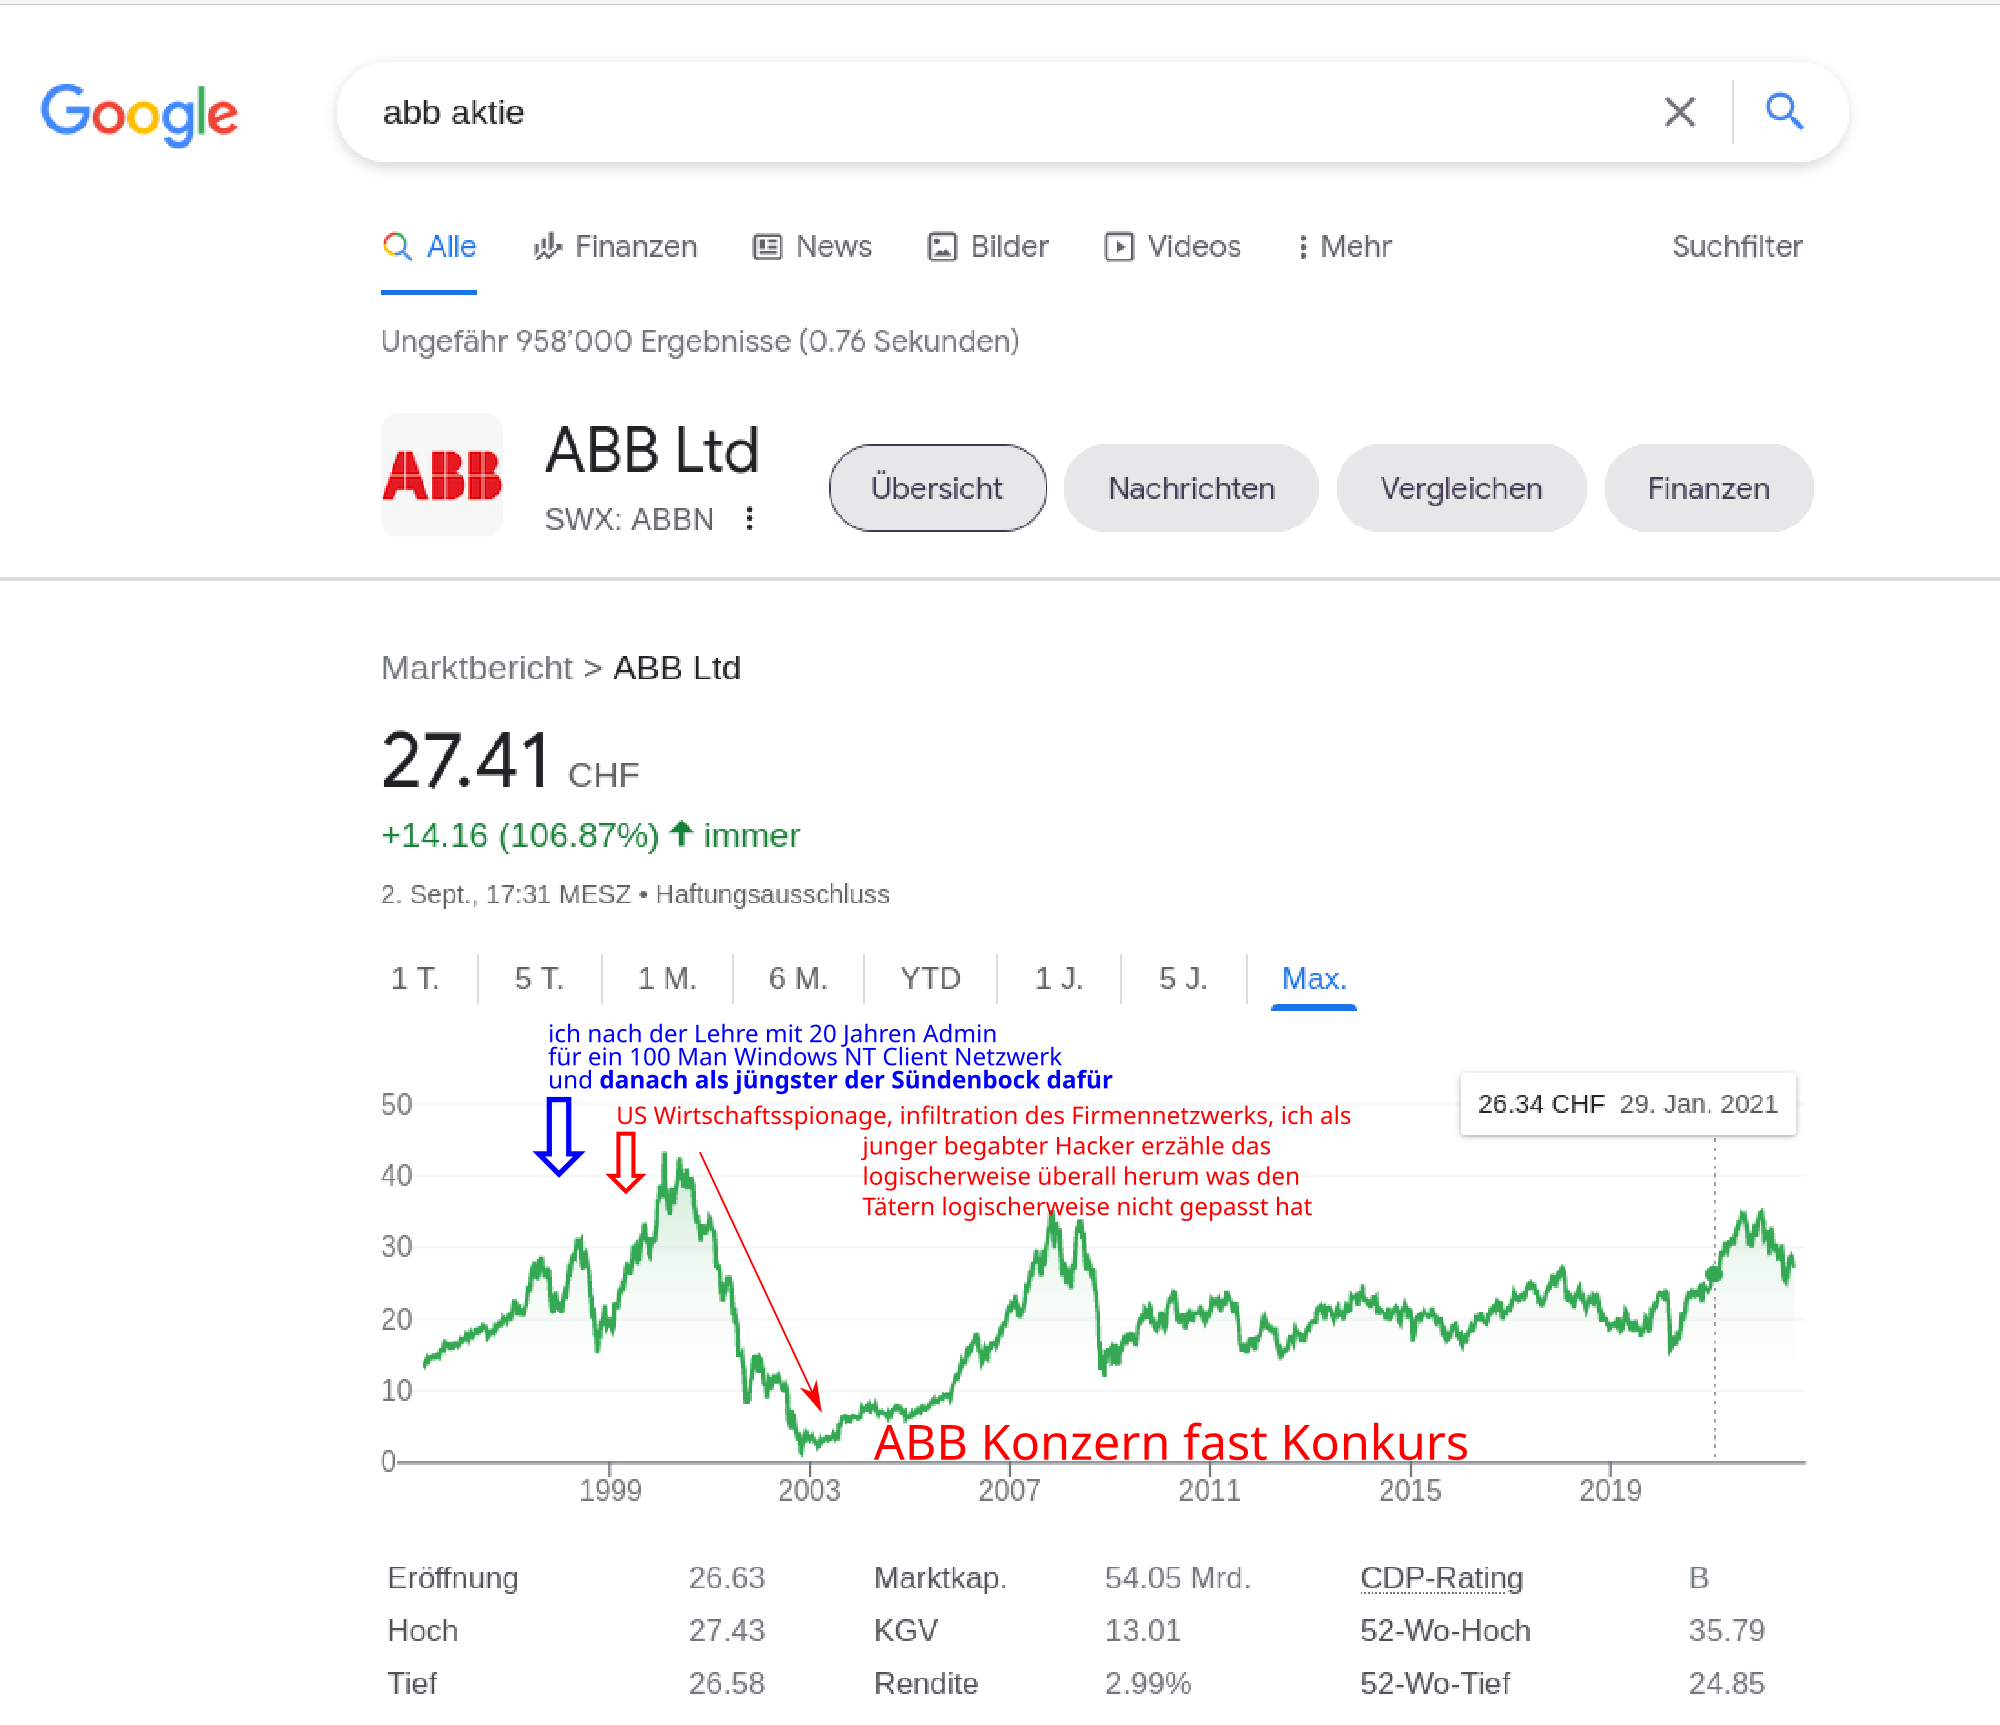 Google
abb aktie
Alle Finanzen News Bilder Videos Mehr Suchfilter
Ungefähr 958’000 Ergebnisse (0.76 Sekunden)
ABB
ABB Ltd
SWX: ABBN
Übersicht Nachrichten Vergleichen Finanzen
Marktbericht > ABB Ltd
27.41 CHF
+14.16 (106.87%) immer
2. Sept., 17:31 MESZ • Haftungsausschluss
1 T. 5 T. 1 M. 6 M. YTD 1 J. 5 J. Max.
ich nach der Lehre mit 20 Jahren Admin
für ein 100 Man Windows NT Client Netzwerk
und danach als jüngster der Sündenbock dafür
US Wirtschaftsspionage, infiltration des Firmennetzwerks, ich als
junger begabter Hacker erzähle das
logischerweise überall herum was den
Tätern logischerweise nicht gepasst hat
26.34 CHF 29. Jan. 2021
50
40
30
20
10
0
ABB Konzern fast Konkurs
1999 2003 2007 2011 2015 2019
Eröffnung 26.63 Marktkap. 54.05 Mrd. CDP-Rating B
Hoch 27.43 KGV 13.01 52-Wo-Hoch 35.79
Tief 26.58 Rendite 2.99% 52-Wo-Tief 24.85